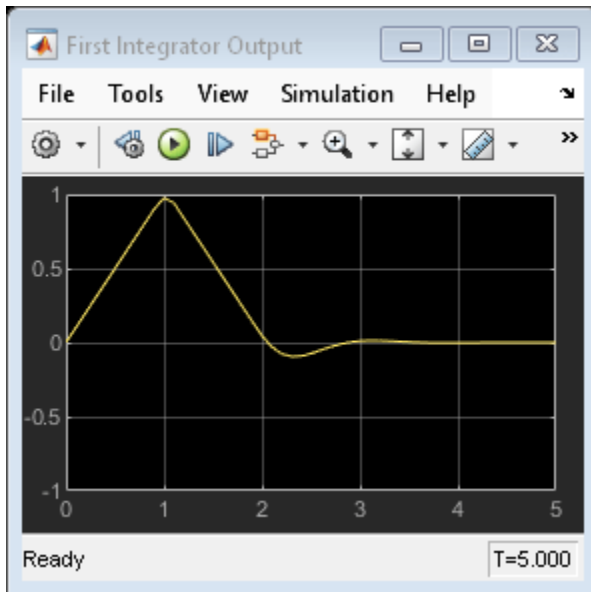 First Integrator Output
File Tools View Simulation Help
1
0.5
0
-0.5
-1
0 1 2 3 4 5
Ready T=5.000